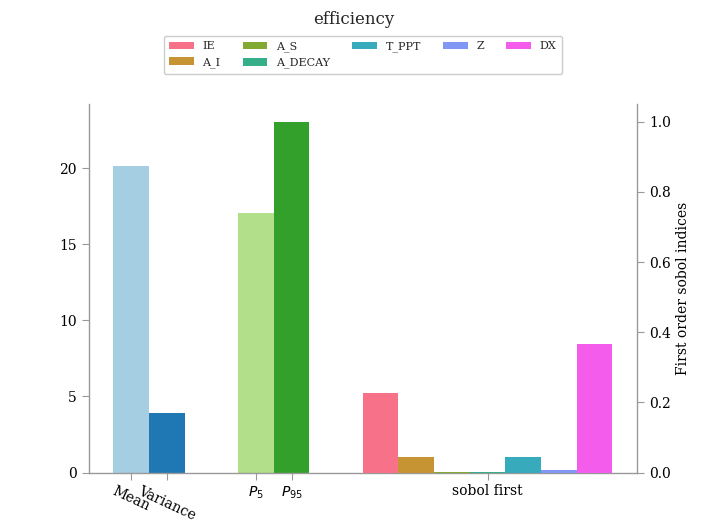 efficiency
IE A_S T_PPT Z DX
A_I A_DECAY
20
15
10
5
0
1.0
0.8
0.6
0.4
0.2
0.0
First order sobol indices
Mean
Variance
P5
P95
sobol first